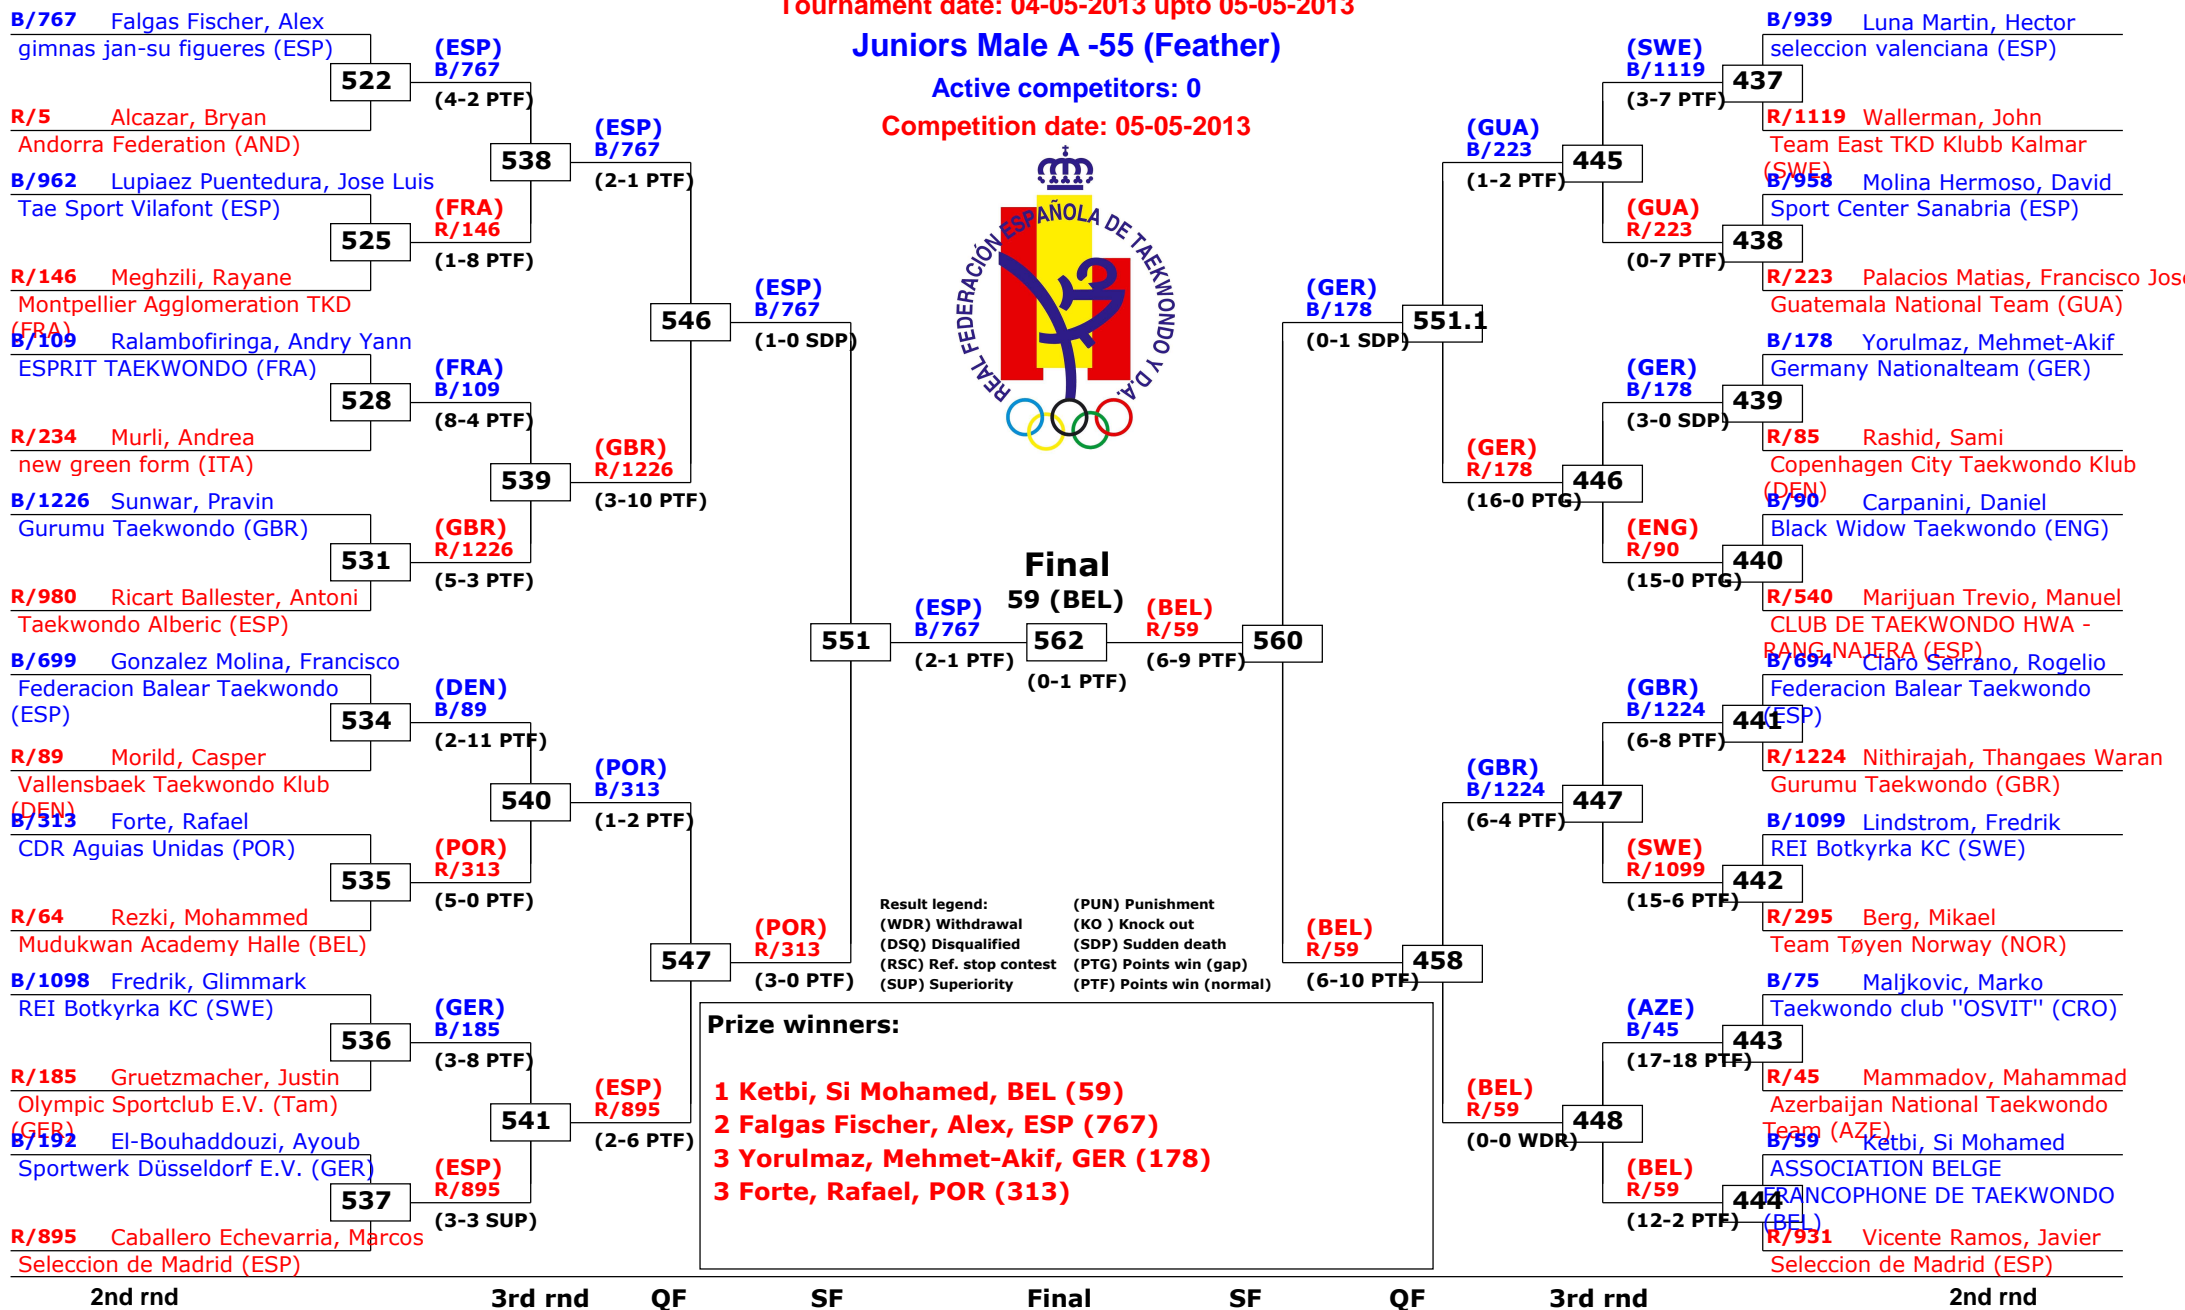 Tournament date: 04-05-2013 upto 05-05-2013
Juniors Male A -55 (Feather)
Active competitors: 0
Competition date: 05-05-2013
REAL FEDERACIÓN ESPAÑOLA DE TAEKWONDO Y D.A.
B/767 Falgas Fischer, Alex
gimnas jan-su figueres (ESP)
522
R/5 Alcazar, Bryan
Andorra Federation (AND)
B/962 Lupiaez Puentedura, Jose Luis
Tae Sport Vilafont (ESP)
525
R/146 Meghzili, Rayane
Montpellier Agglomeration TKD
(FRA)
B/109 Ralambofiringa, Andry Yann
ESPRIT TAEKWONDO (FRA)
528
R/234 Murli, Andrea
new green form (ITA)
B/1226 Sunwar, Pravin
Gurumu Taekwondo (GBR)
531
R/980 Ricart Ballester, Antoni
Taekwondo Alberic (ESP)
B/699 Gonzalez Molina, Francisco
Federacion Balear Taekwondo
(ESP)
534
R/89 Morild, Casper
Vallensbaek Taekwondo Klub
(DEN)
B/313 Forte, Rafael
CDR Aguias Unidas (POR)
535
R/64 Rezki, Mohammed
Mudukwan Academy Halle (BEL)
B/1098 Fredrik, Glimmark
REI Botkyrka KC (SWE)
536
R/185 Gruetzmacher, Justin
Olympic Sportclub E.V. (Tam)
(GER)
B/192 El-Bouhaddouzi, Ayoub
Sportwerk Düsseldorf E.V. (GER)
537
R/895 Caballero Echevarria, Marcos
Seleccion de Madrid (ESP)
(ESP)
B/767
(4-2 PTF)
538
(FRA)
R/146
(1-8 PTF)
(FRA)
B/109
(8-4 PTF)
539
(GBR)
R/1226
(5-3 PTF)
(DEN)
B/89
(2-11 PTF)
540
(POR)
R/313
(5-0 PTF)
(GER)
B/185
(3-8 PTF)
541
(ESP)
R/895
(3-3 SUP)
(ESP)
B/767
(2-1 PTF)
546
(GBR)
R/1226
(3-10 PTF)
(POR)
B/313
(1-2 PTF)
547
(ESP)
R/895
(2-6 PTF)
(ESP)
B/767
(1-0 SDP)
551
(POR)
R/313
(3-0 PTF)
(ESP)
B/767
(2-1 PTF)
Final
59 (BEL)
562
(0-1 PTF)
(BEL)
R/59
(6-9 PTF)
560
(GER)
B/178
(0-1 SDP)
(BEL)
R/59
(6-10 PTF)
551.1
458
(GUA)
B/223
(1-2 PTF)
445
(GER)
R/178
(16-0 PTG)
446
(GBR)
B/1224
(6-4 PTF)
447
(BEL)
R/59
(0-0 WDR)
448
(SWE)
B/1119
(3-7 PTF)
437
(GUA)
R/223
(0-7 PTF)
438
(GER)
B/178
(3-0 SDP)
439
(ENG)
R/90
(15-0 PTG)
440
(GBR)
B/1224
(6-8 PTF)
441
(SWE)
R/1099
(15-6 PTF)
442
(AZE)
B/45
(17-18 PTF)
443
(BEL)
R/59
(12-2 PTF)
444
B/939 Luna Martin, Hector
seleccion valenciana (ESP)
R/1119 Wallerman, John
Team East TKD Klubb Kalmar
(SWE)
B/958 Molina Hermoso, David
Sport Center Sanabria (ESP)
R/223 Palacios Matias, Francisco Jose
Guatemala National Team (GUA)
B/178 Yorulmaz, Mehmet-Akif
Germany Nationalteam (GER)
R/85 Rashid, Sami
Copenhagen City Taekwondo Klub
(DEN)
B/90 Carpanini, Daniel
Black Widow Taekwondo (ENG)
R/540 Marijuan Trevio, Manuel
CLUB DE TAEKWONDO HWA -
RANG NAJERA (ESP)
B/694 Claro Serrano, Rogelio
Federacion Balear Taekwondo
(ESP)
R/1224 Nithirajah, Thangaes Waran
Gurumu Taekwondo (GBR)
B/1099 Lindstrom, Fredrik
REI Botkyrka KC (SWE)
R/295 Berg, Mikael
Team Tøyen Norway (NOR)
B/75 Maljkovic, Marko
Taekwondo club "OSVIT" (CRO)
R/45 Mammadov, Mahammad
Azerbaijan National Taekwondo
Team (AZE)
B/59 Ketbi, Si Mohamed
ASSOCIATION BELGE
FRANCOPHONE DE TAEKWONDO
(BEL)
R/931 Vicente Ramos, Javier
Seleccion de Madrid (ESP)
Result legend:
(WDR) Withdrawal
(DSQ) Disqualified
(RSC) Ref. stop contest
(SUP) Superiority
(PUN) Punishment
(KO ) Knock out
(SDP) Sudden death
(PTG) Points win (gap)
(PTF) Points win (normal)
Prize winners:
1 Ketbi, Si Mohamed, BEL (59)
2 Falgas Fischer, Alex, ESP (767)
3 Yorulmaz, Mehmet-Akif, GER (178)
3 Forte, Rafael, POR (313)
2nd rnd 3rd rnd QF SF Final SF QF 3rd rnd 2nd rnd